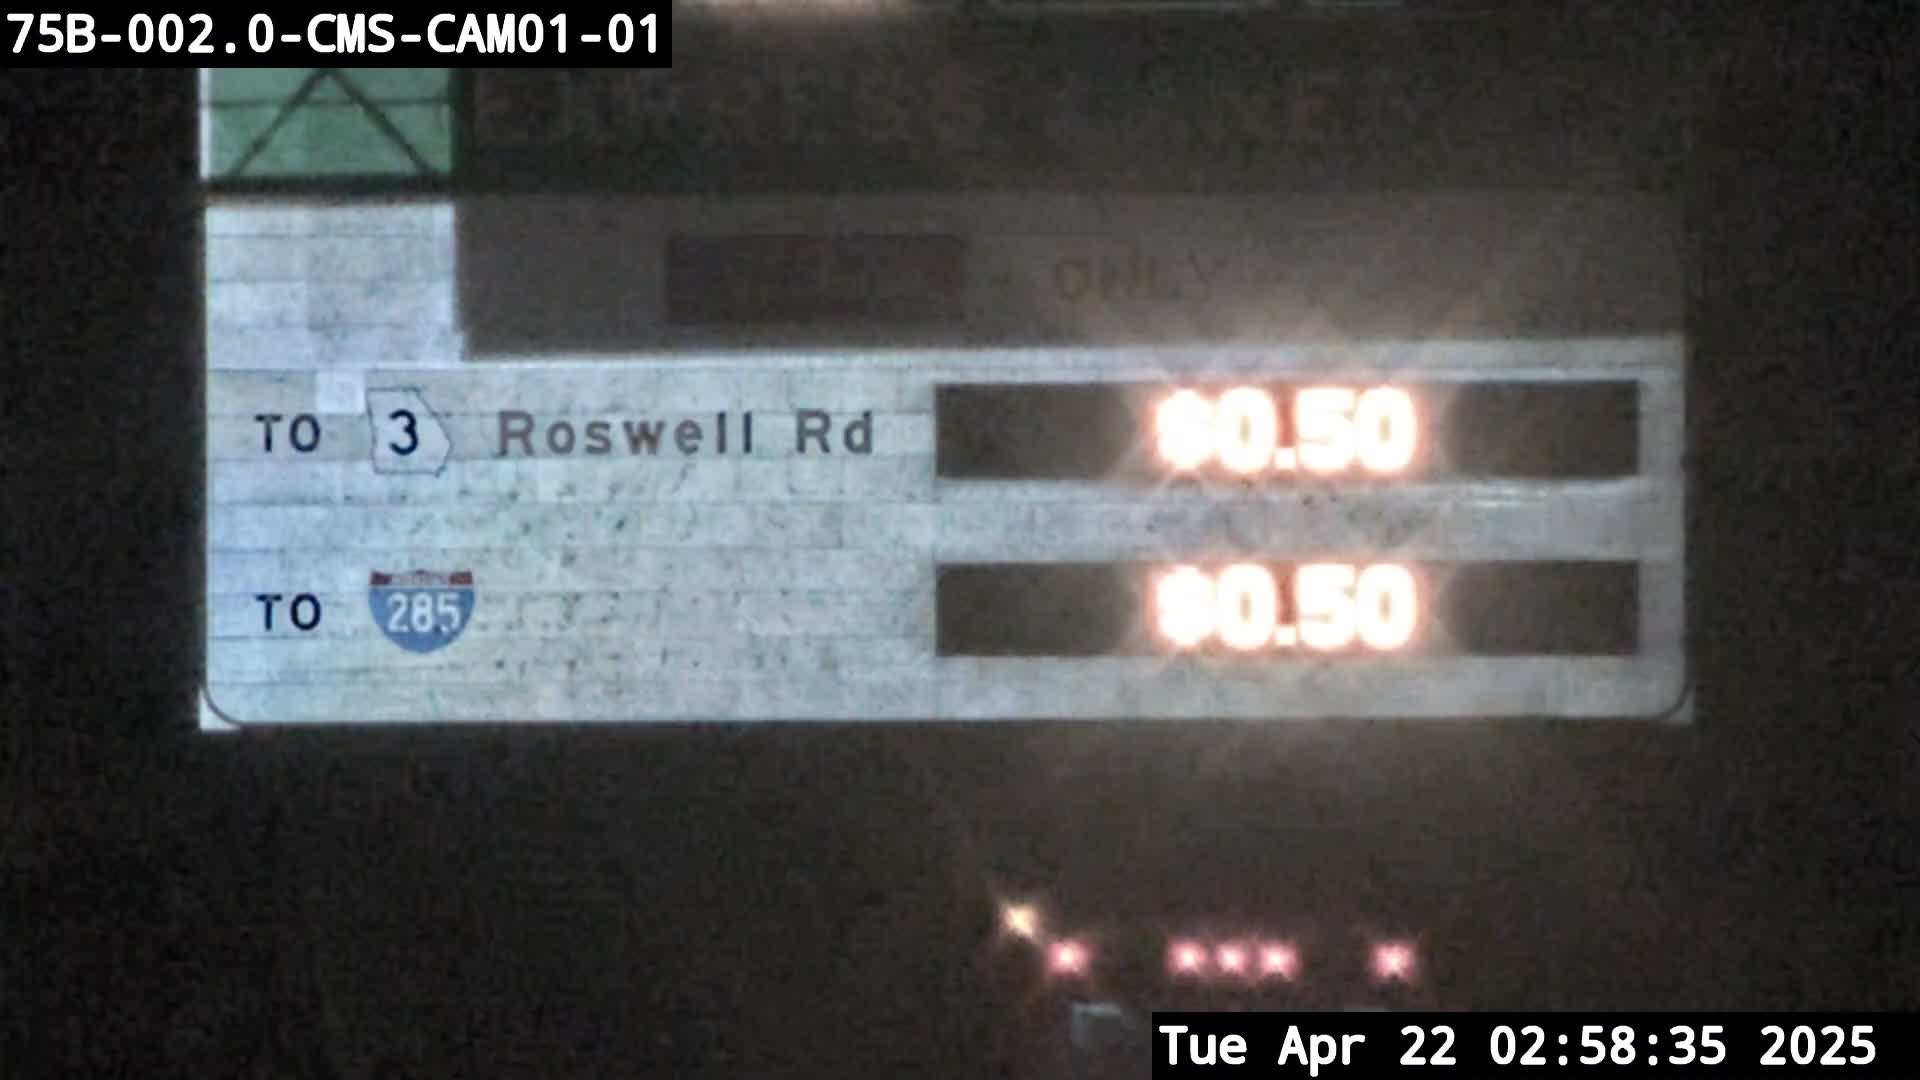 75B-002.0-CMS-CAM01-01
ONLY
TO 3 Roswell Rd $0.50
TO 285 $0.50
Tue Apr 22 02:58:35 2025